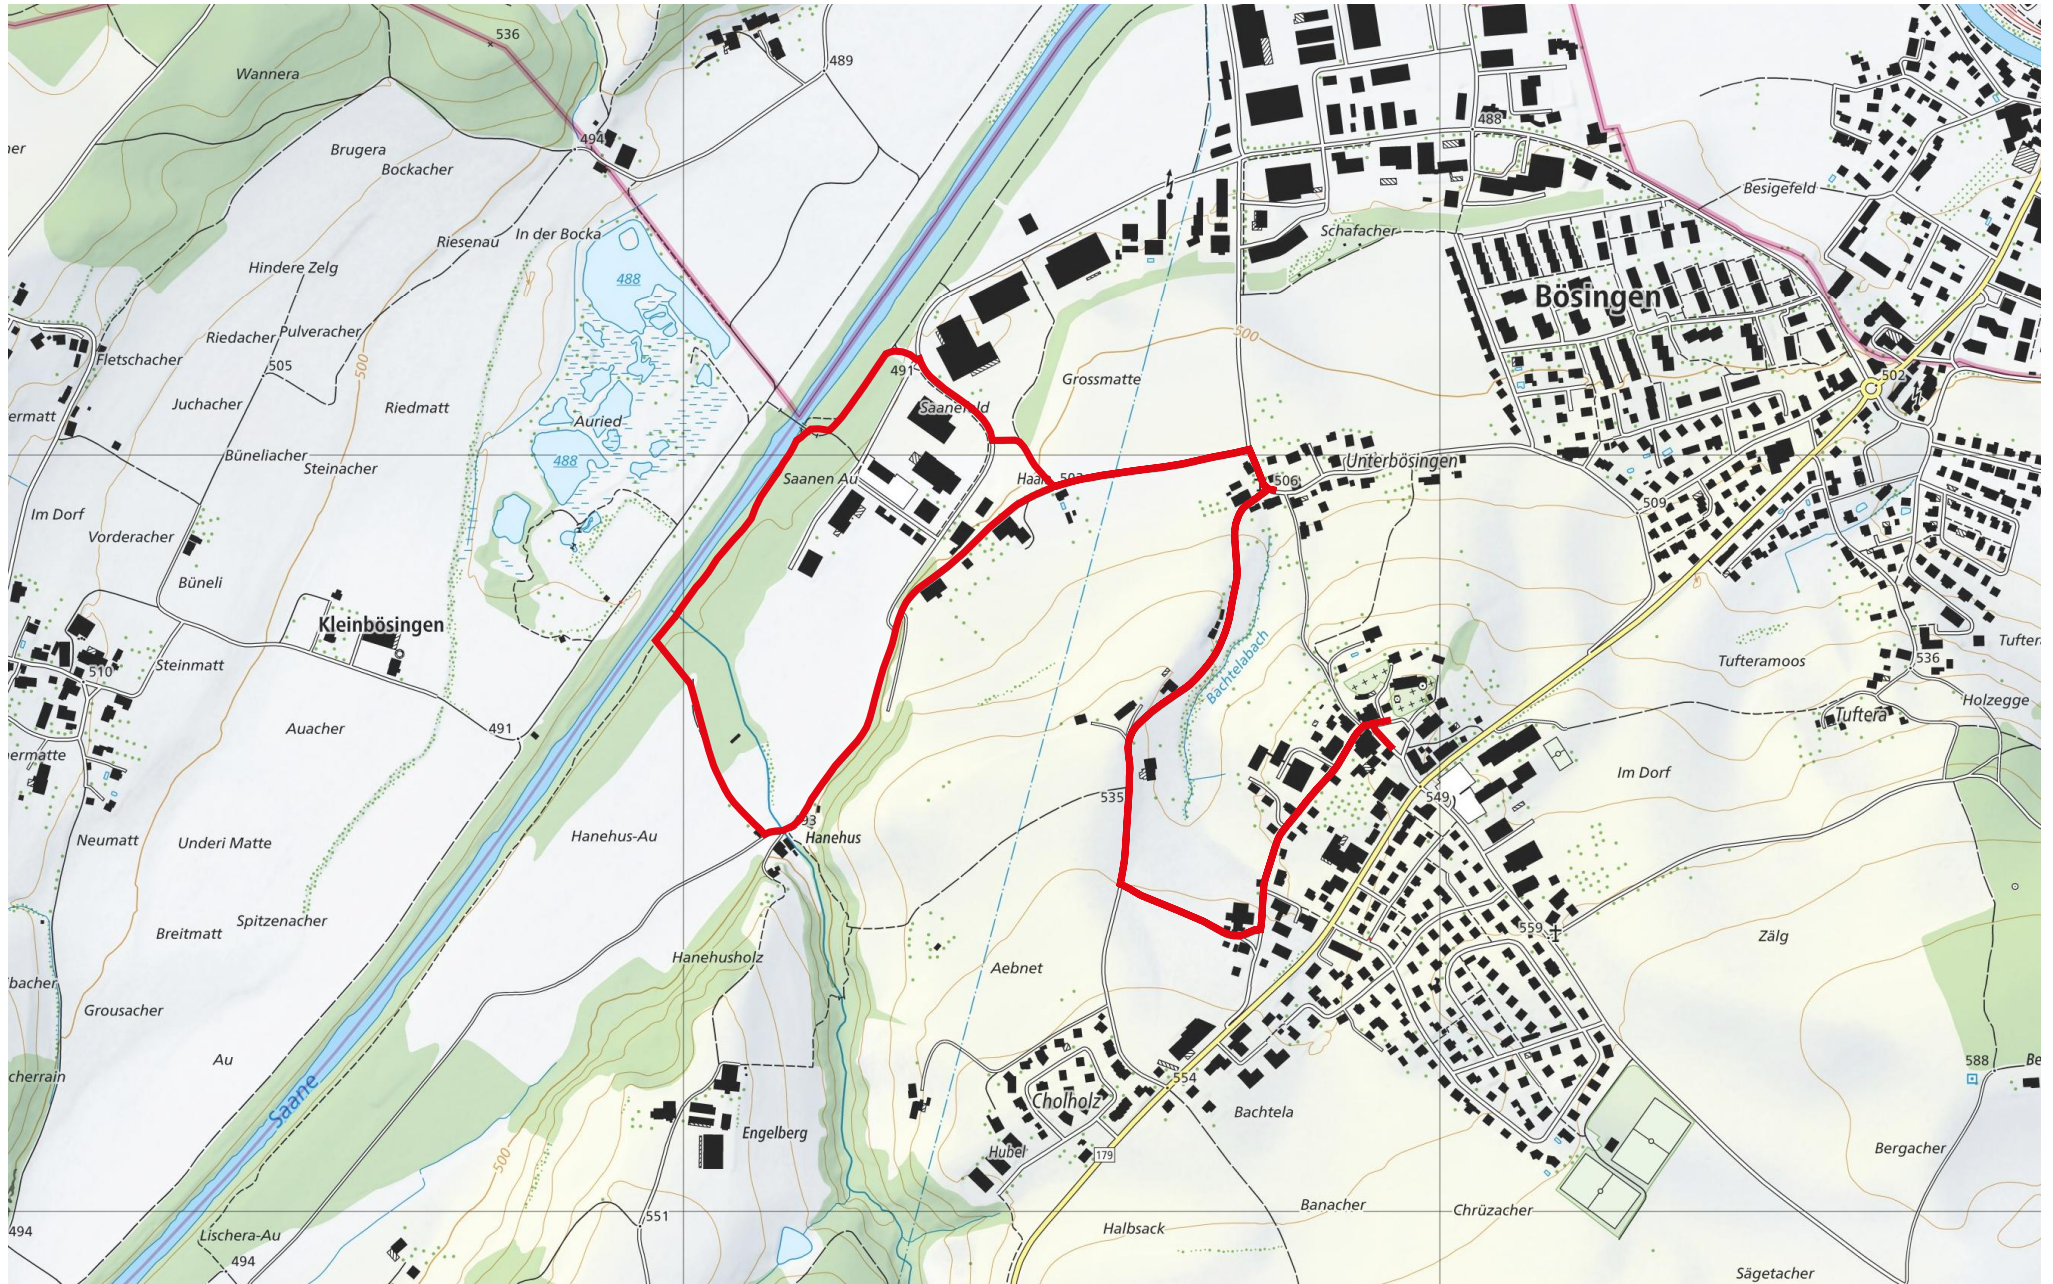 536
Wannera
489
494
488
ner
Brugera
Bockacher
Besigefeld
Riesenau
In der Bocka
Schafacher
Hindere Zelg
488
Bösingen
Riedacher
Pulveracher
500
Fletschacher
505
500
491
Grossmatte
502
ermatt
Juchacher
Riedmatt
Auried
Saanefeld
Büneliacher
Steinacher
488
Saanen Au
Unterbösingen
506
Im Dorf
509
Vorderacher
Büneli
Kleinbösingen
Bachtelabach
Tufteramoos
536
Tufter
510
Steinmatt
Holzegge
Tuftera
Auacher
491
ermatte
Im Dorf
535
549
Neumatt
Underi Matte
Hanehus-Au
93
Hanehus
Spitzenacher
Breitmatt
559
Zälg
Hanehusholz
Aebnet
bacher
Grousacher
Au
588
Be
cherrain
Saane
554
Cholholz
Bachtela
Engelberg
500
Hubel
179
Bergacher
551
Banacher
Chrüzacher
Halbsack
494
Lischera-Au
494
Sägetacher